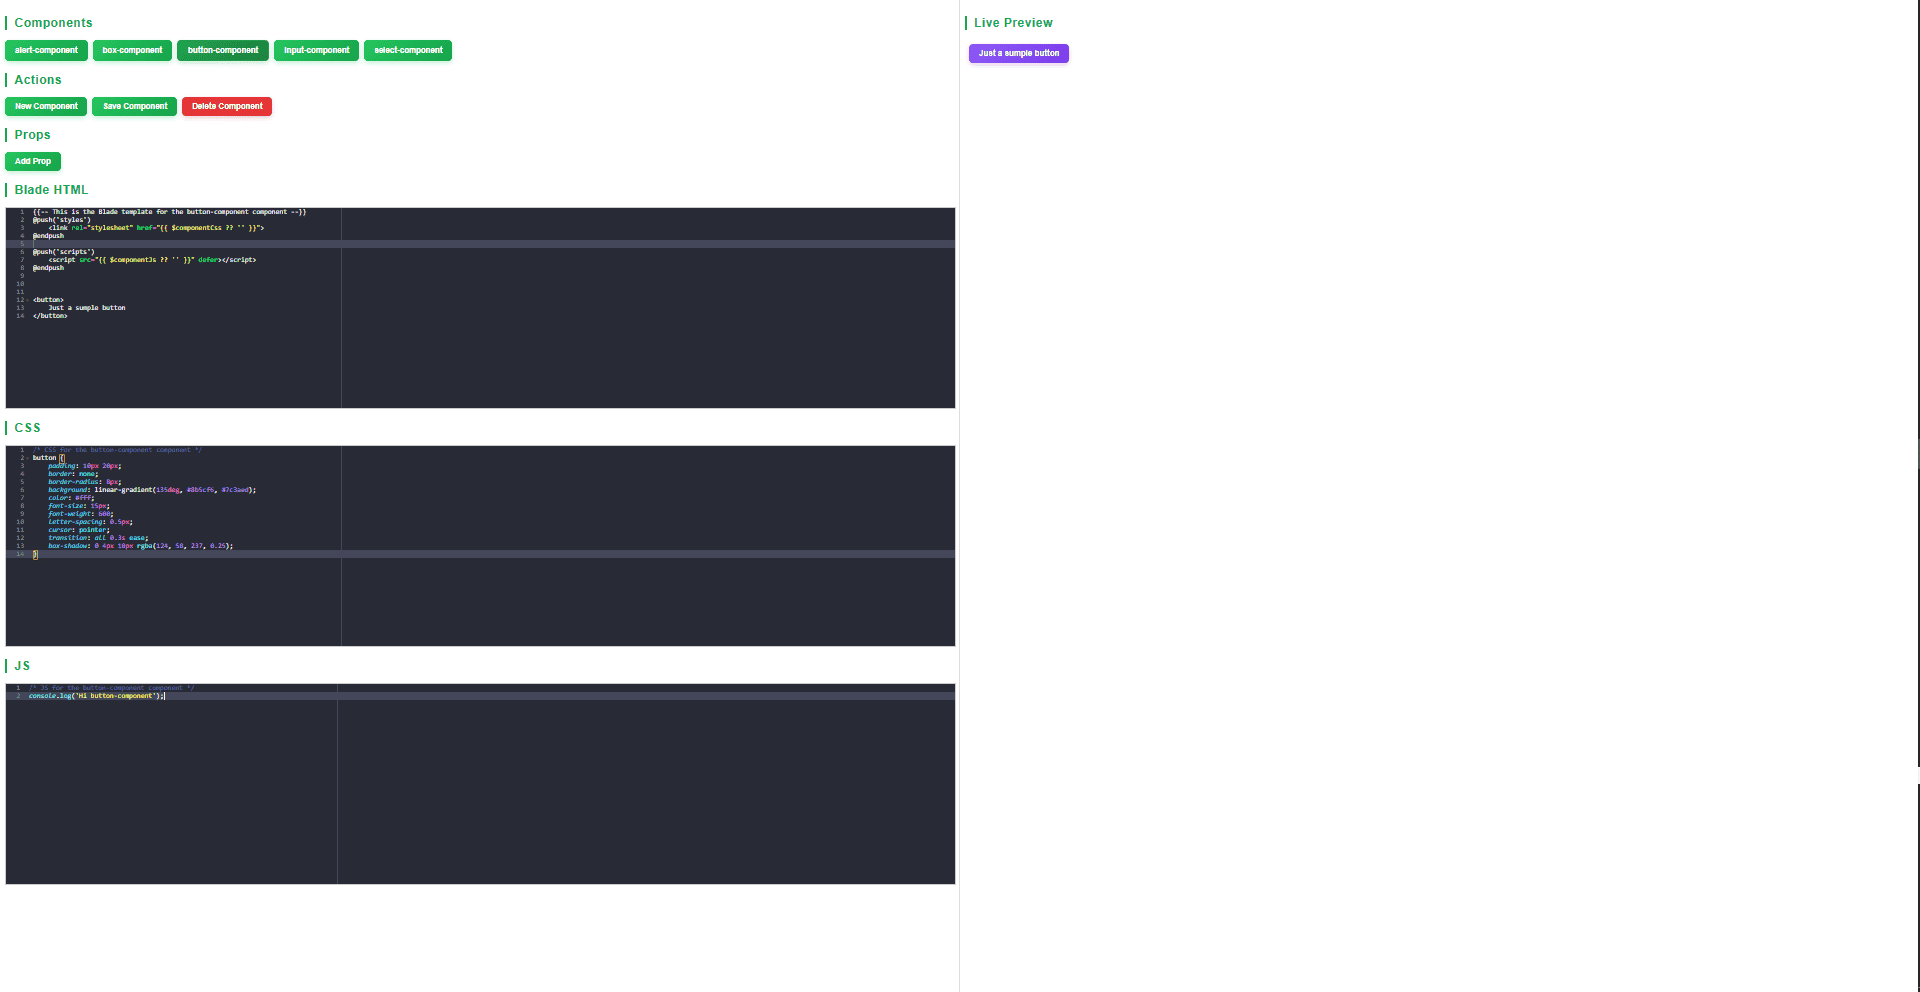 Components
alert-component box-component button-component input-component select-component
Actions
New Component Save Component Delete Component
Props
Add Prop
Blade HTML
1 {{-- This is the Blade template for the button-component component --}}
2 @push('styles')
3 <link rel="stylesheet" href="{{ $componentCss ?? '' }}">
4 @endpush
5
6 @push('scripts')
7 <script src="{{ $componentJs ?? '' }}" defer></script>
8 @endpush
9
10
11
12 <button>
13 Just a sumple button
14 </button>
CSS
1 /* CSS for the button-component component */
2 button {
3 padding: 10px 20px;
4 border: none;
5 border-radius: 8px;
6 background: linear-gradient(135deg, #8b5cf6, #7c3aed);
7 color: #fff;
8 font-size: 15px;
9 font-weight: 600;
10 letter-spacing: 0.5px;
11 cursor: pointer;
12 transition: all 0.3s ease;
13 box-shadow: 0 4px 10px rgba(124, 58, 237, 0.25);
14 }
JS
1 /* JS for the button-component component */
2 console.log('Hi button-component');
Live Preview
Just a sumple button